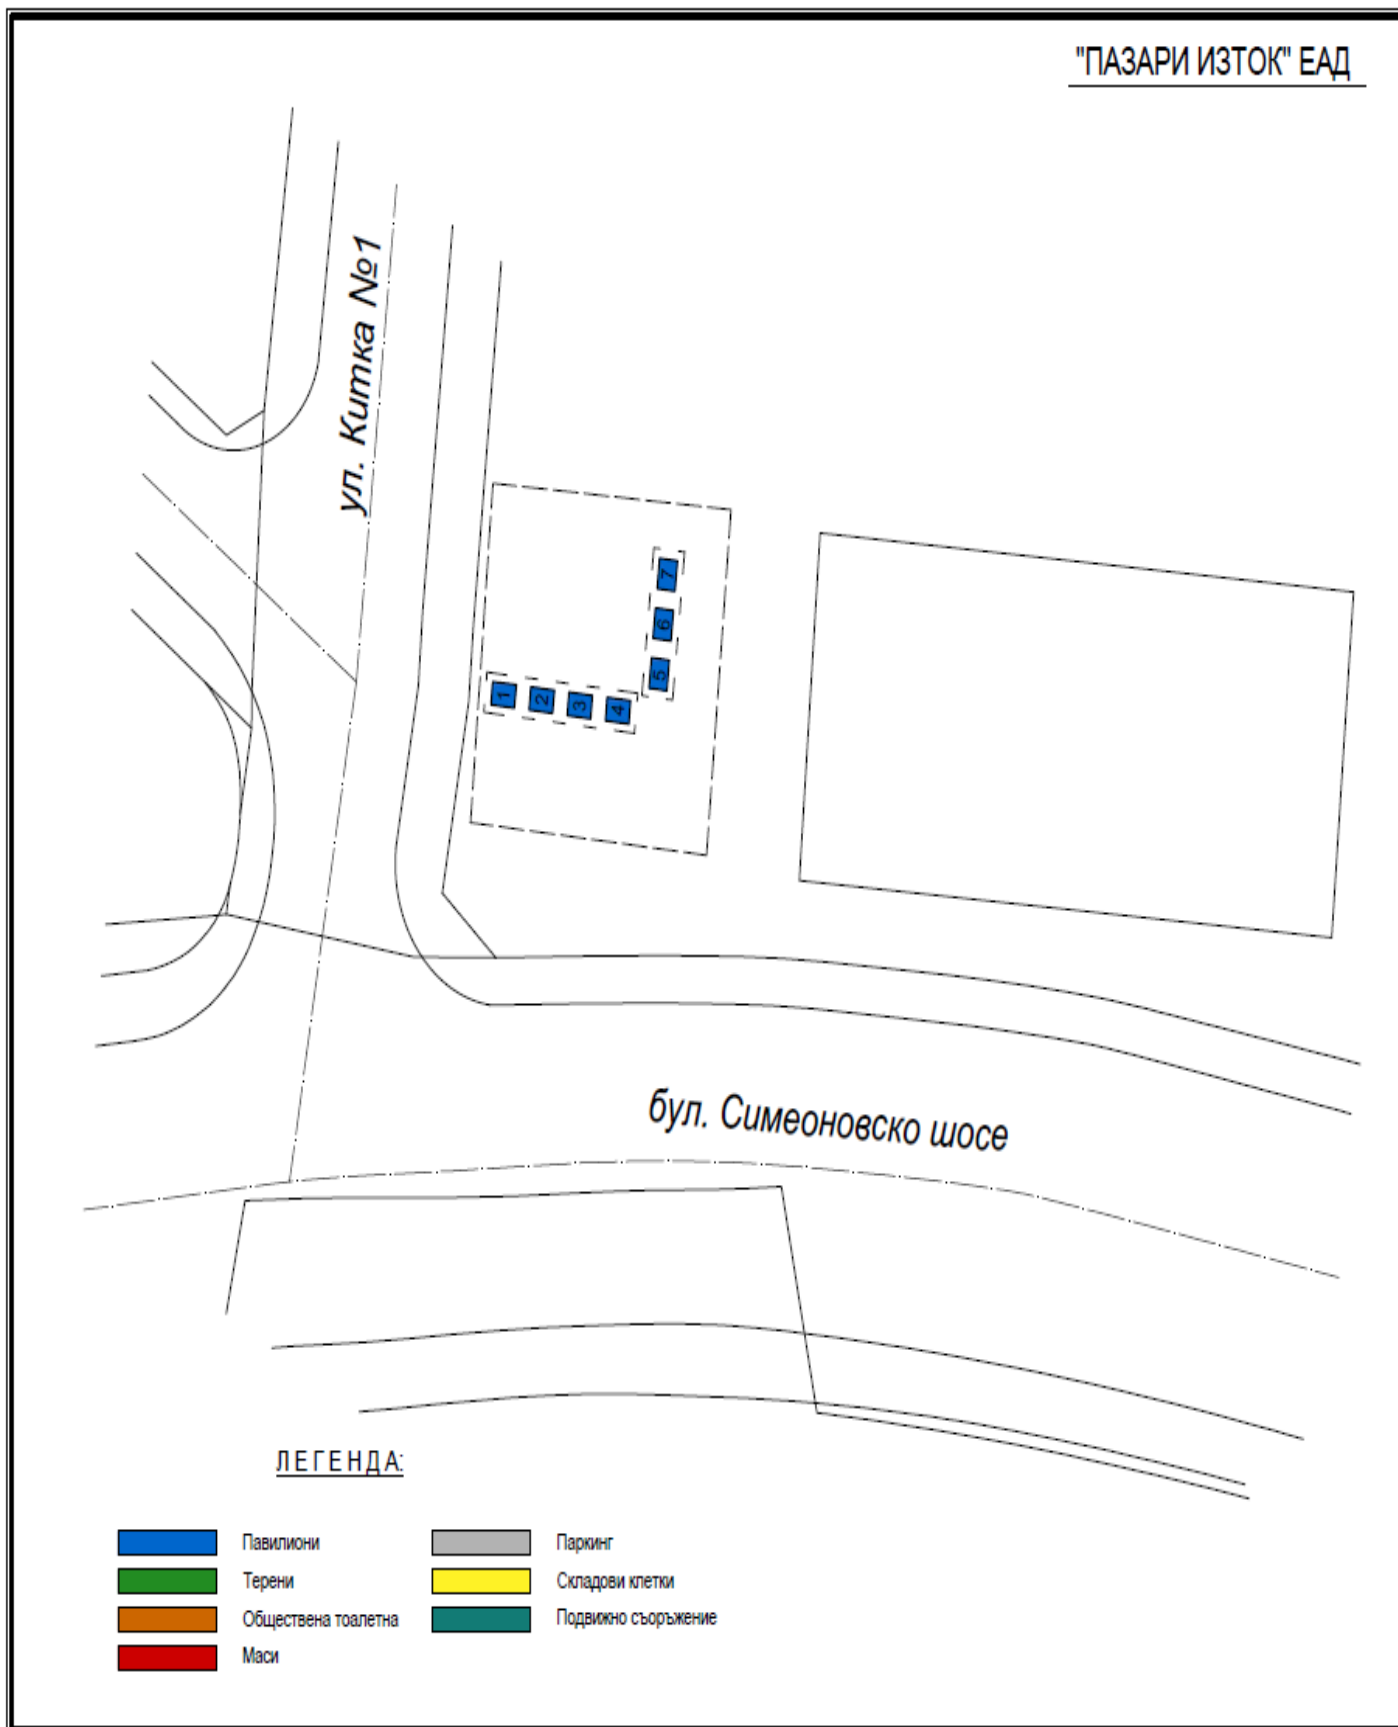 "ПАЗАРИ ИЗТОК" ЕАД
ул. Китка №1
7
6
5
1
2
3
4
бул. Симеоновско шосе
ЛЕГЕНДА:
Павилиони
Паркинг
Терени
Складови клетки
Обществена тоалетна
Подвижно съоръжение
Маси